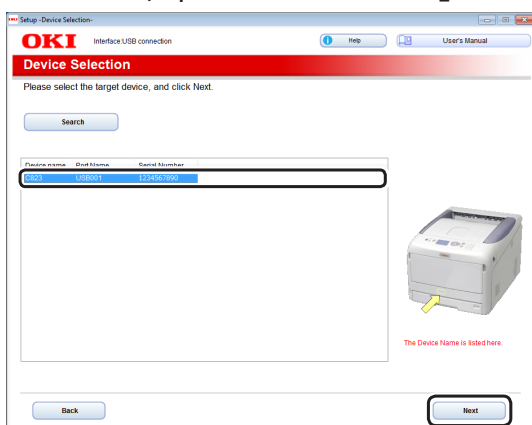 Setup -Device Selection-
OKI Interface:USB connection Help User's Manual
Device Selection
Please select the target device, and click Next.
Search
Device name Port Name Serial Number
C823 USB001 1234567890
The Device Name is listed here.
Back Next